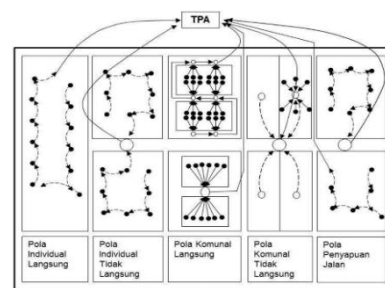 TPA
Pola
Individual
Langsung
Pola
Individual
Tidak
Langsung
Pola Komunal
Langsung
Pola
Komunal
Tidak
Langsung
Pola
Penyapuan
Jalan